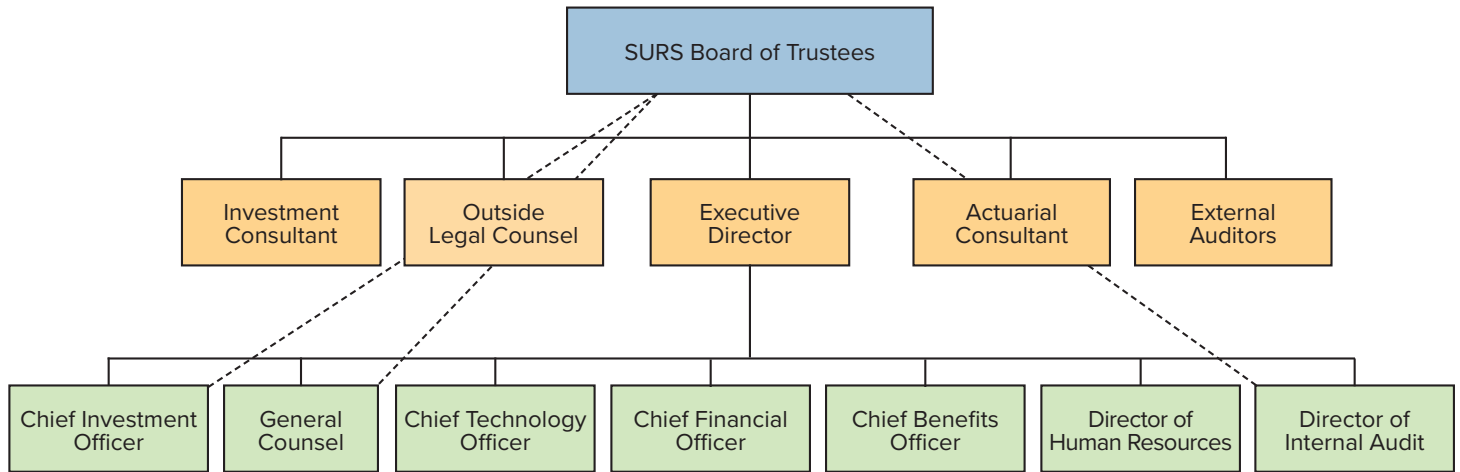 SURS Board of Trustees
Investment
Consultant
Outside
Legal Counsel
Executive
Director
Actuarial
Consultant
External
Auditors
Chief Investment
Officer
General
Counsel
Chief Technology
Officer
Chief Financial
Officer
Chief Benefits
Officer
Director of
Human Resources
Director of
Internal Audit